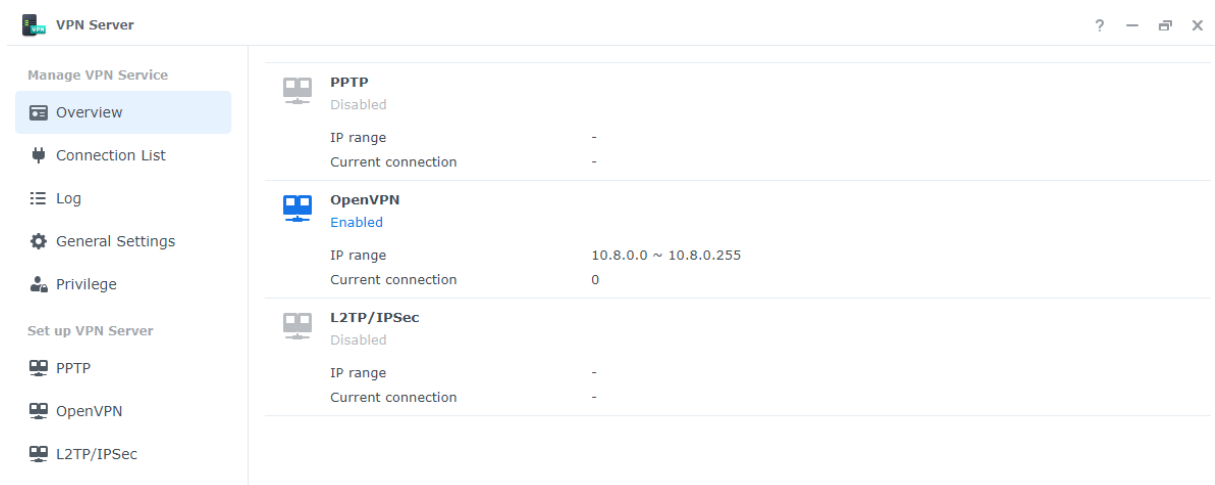 VPN Server
?
VPN
Manage VPN Service
Overview
Connection List
Log
General Settings
Privilege
Set up VPN Server
PPTP
OpenVPN
L2TP/IPSec
PPTP
Disabled
IP range -
Current connection -
OpenVPN
Enabled
IP range 10.8.0.0 ~ 10.8.0.255
Current connection 0
L2TP/IPSec
Disabled
IP range -
Current connection -